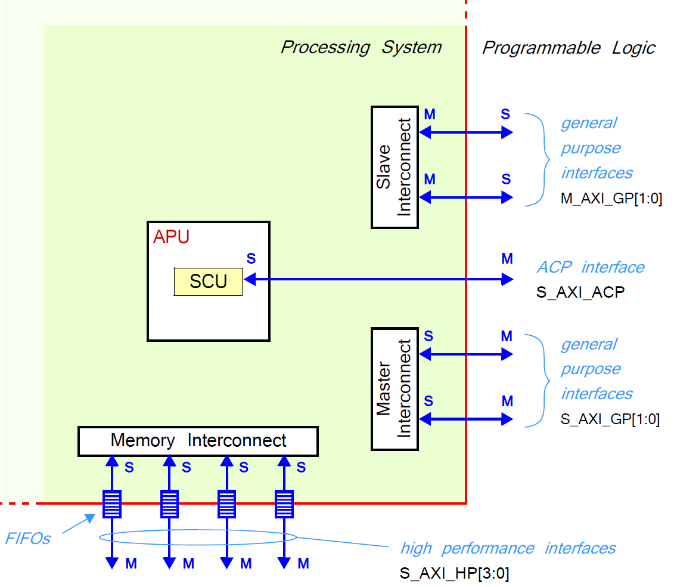 Processing System
Programmable Logic
Slave
Interconnect
M
S
M
S
general
purpose
interfaces
M_AXI_GP[1:0]
APU
SCU
S
M
ACP interface
S_AXI_ACP
Master
Interconnect
S
M
S
M
general
purpose
interfaces
S_AXI_GP[1:0]
Memory Interconnect
S
S
S
S
FIFOs
M
M
M
M
high performance interfaces
S_AXI_HP[3:0]